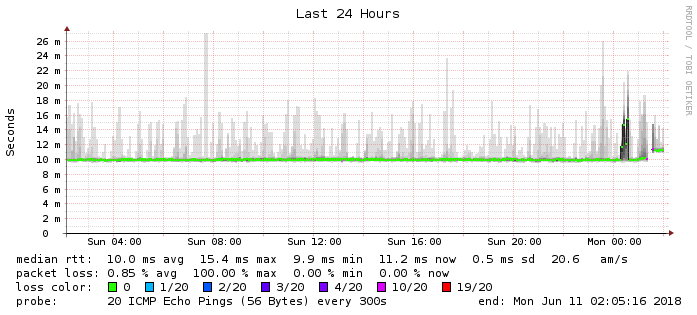 Last 24 Hours
RRDTOOL / TOBI OETIKER
Seconds
26 m
24 m
22 m
20 m
18 m
16 m
14 m
12 m
10 m
8 m
6 m
4 m
2 m
0
Sun 04:00 Sun 08:00 Sun 12:00 Sun 16:00 Sun 20:00 Mon 00:00
median rtt: 10.0 ms avg 15.4 ms max 9.9 ms min 11.2 ms now 0.5 ms sd 20.6 am/s
packet loss: 0.85 % avg 100.00 % max 0.00 % min 0.00 % now
loss color: 0 1/20 2/20 3/20 4/20 10/20 19/20
probe: 20 ICMP Echo Pings (56 Bytes) every 300s end: Mon Jun 11 02:05:16 2018